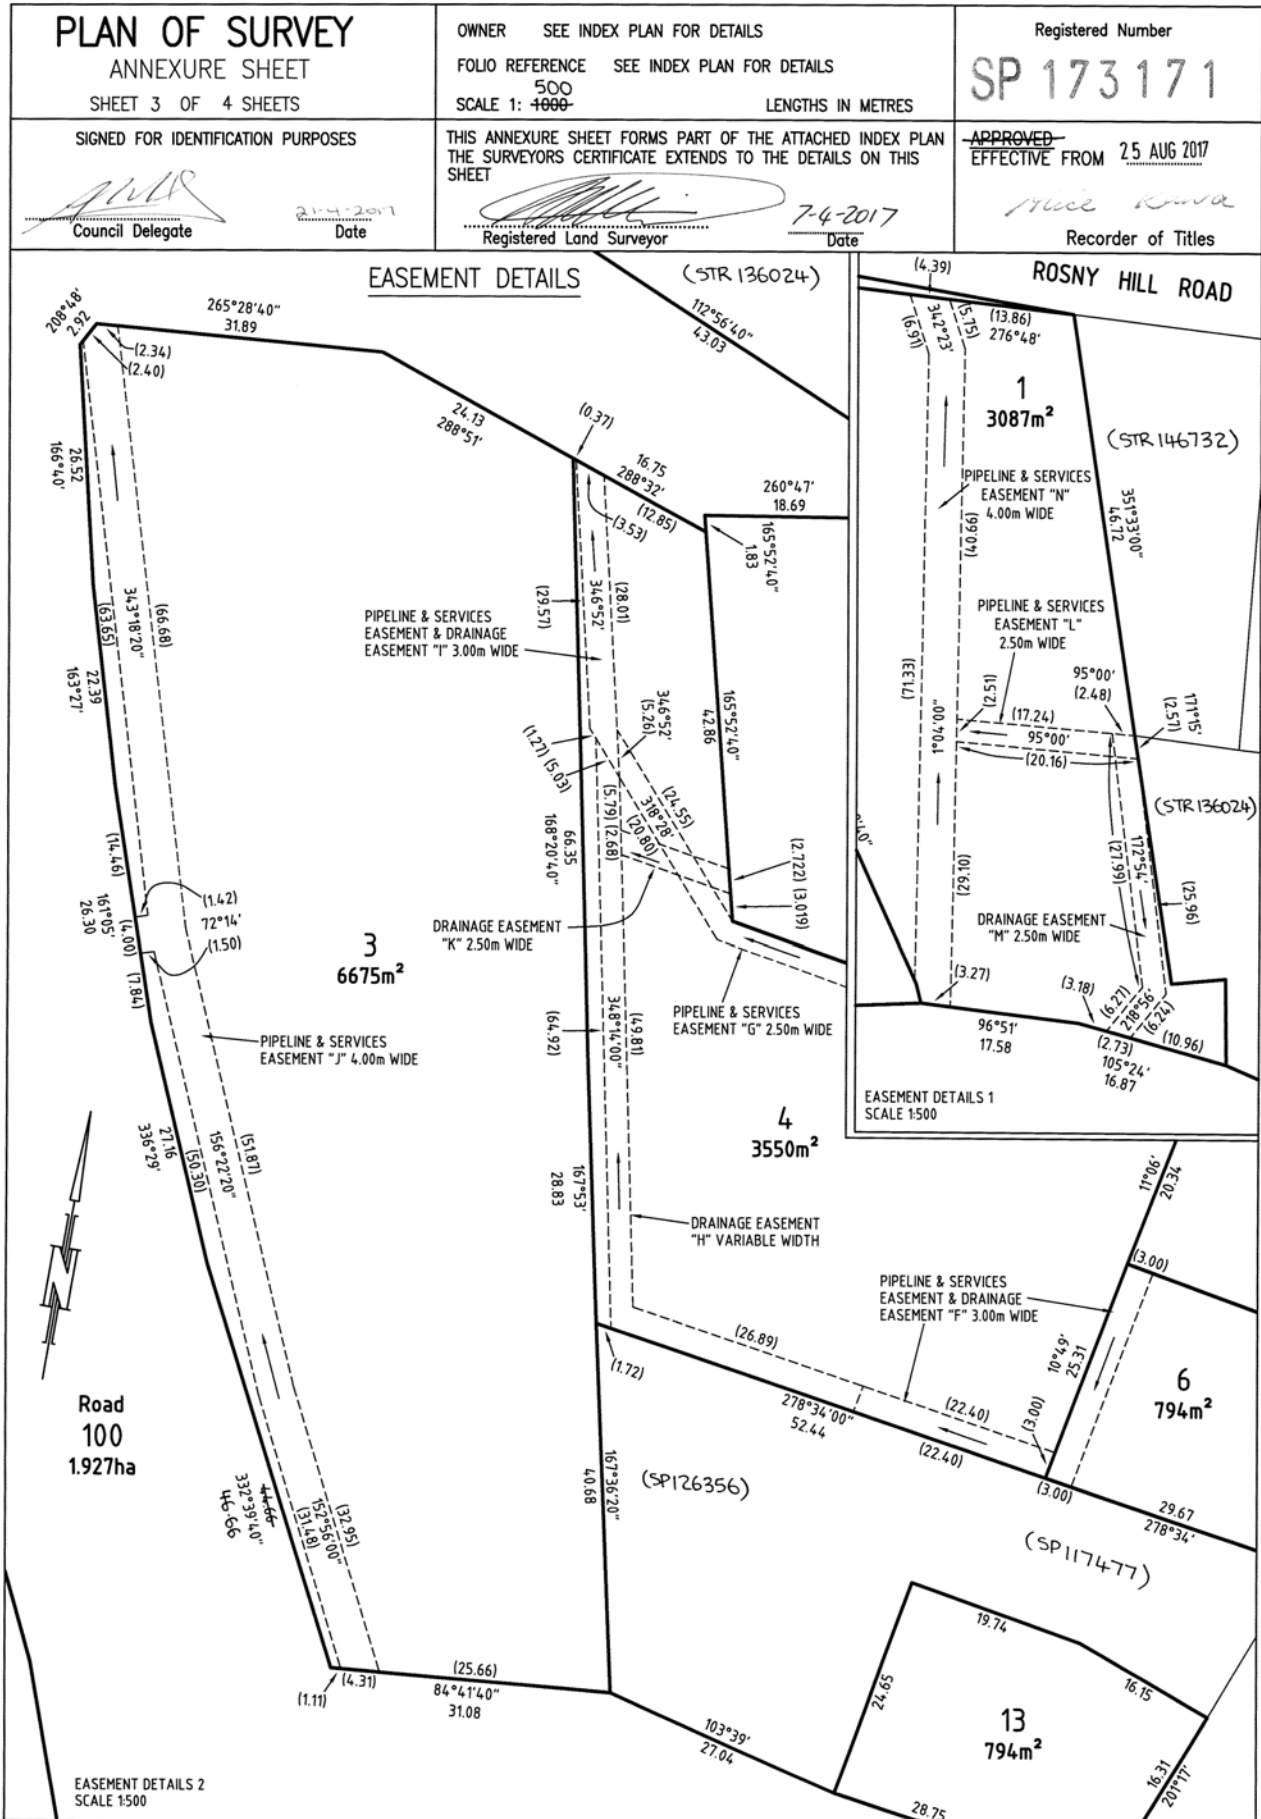 PLAN OF SURVEY
ANNEXURE SHEET
SHEET 3 OF 4 SHEETS
OWNER SEE INDEX PLAN FOR DETAILS
FOLIO REFERENCE SEE INDEX PLAN FOR DETAILS
500
SCALE 1: 1000 LENGTHS IN METRES
Registered Number
SP 173171
SIGNED FOR IDENTIFICATION PURPOSES
21-4-2017
Council Delegate Date
THIS ANNEXURE SHEET FORMS PART OF THE ATTACHED INDEX PLAN
THE SURVEYORS CERTIFICATE EXTENDS TO THE DETAILS ON THIS
SHEET
7-4-2017
Registered Land Surveyor Date
APPROVED
EFFECTIVE FROM 25 AUG 2017
Alice
Recorder of Titles
EASEMENT DETAILS
(STR 136024)
112°56'40"
43.03
208°48'
2.92
265°28'40"
31.89
(2.34)
(2.40)
24.13
288°51'
(0.37)
16.75
288°32'
(12.85)
(3.53)
260°47'
18.69
165°52'40"
1.83
26.52
166°40'
343°18'20"
(63.65)
(66.68)
22.39
163°27'
PIPELINE & SERVICES
EASEMENT & DRAINAGE
EASEMENT "I" 3.00m WIDE
(29.57)
346°52'
(28.01)
346°52'
(5.26)
165°52'40"
42.86
(1.27)
(5.03)
(5.79)
(2.68)
318°28'
(20.80)
(24.55)
66.35
168°20'40"
(2.722)
(3.019)
(14.46)
161°05'
26.30
(4.00)
(7.84)
(1.42)
72°14'
(1.50)
3
6675m²
DRAINAGE EASEMENT
"K" 2.50m WIDE
PIPELINE & SERVICES
EASEMENT "G" 2.50m WIDE
PIPELINE & SERVICES
EASEMENT "J" 4.00m WIDE
(64.92)
348°14'00"
(49.81)
4
3550m²
27.16
336°29'
(50.30)
156°22'20"
(51.87)
167°53'
28.83
DRAINAGE EASEMENT
"H" VARIABLE WIDTH
PIPELINE & SERVICES
EASEMENT & DRAINAGE
EASEMENT "F" 3.00m WIDE
(26.89)
(1.72)
278°34'00"
52.44
(22.40)
(22.40)
(3.00)
(3.00)
10°49'
25.31
(3.00)
11°06'
20.34
6
794m²
29.67
278°34'
Road
100
1.927ha
332°39'40"
44.66
46.66
(31.48)
152°56'00"
(32.95)
167°36'20"
40.68
(SP126356)
(SP117477)
(1.11)
(4.31)
(25.66)
84°41'40"
31.08
103°39'
27.04
24.65
19.74
16.15
13
794m²
16.31
201°17'
28.75
EASEMENT DETAILS 2
SCALE 1:500
(4.39)
ROSNY HILL ROAD
(6.91)
342°23'
(5.75)
(13.86)
276°48'
1
3087m²
(STR 146732)
PIPELINE & SERVICES
EASEMENT "N"
4.00m WIDE
(40.66)
351°33'00"
46.72
PIPELINE & SERVICES
EASEMENT "L"
2.50m WIDE
(71.33)
1°04'00"
(2.51)
(17.24)
95°00'
(20.16)
95°00'
(2.48)
171°15'
(2.57)
(STR 136024)
(29.10)
(27.99)
172°54'
(25.96)
DRAINAGE EASEMENT
"M" 2.50m WIDE
(3.27)
(3.18)
(6.27)
218°56'
(6.24)
96°51'
17.58
(2.73)
105°24'
16.87
(10.96)
EASEMENT DETAILS 1
SCALE 1:500